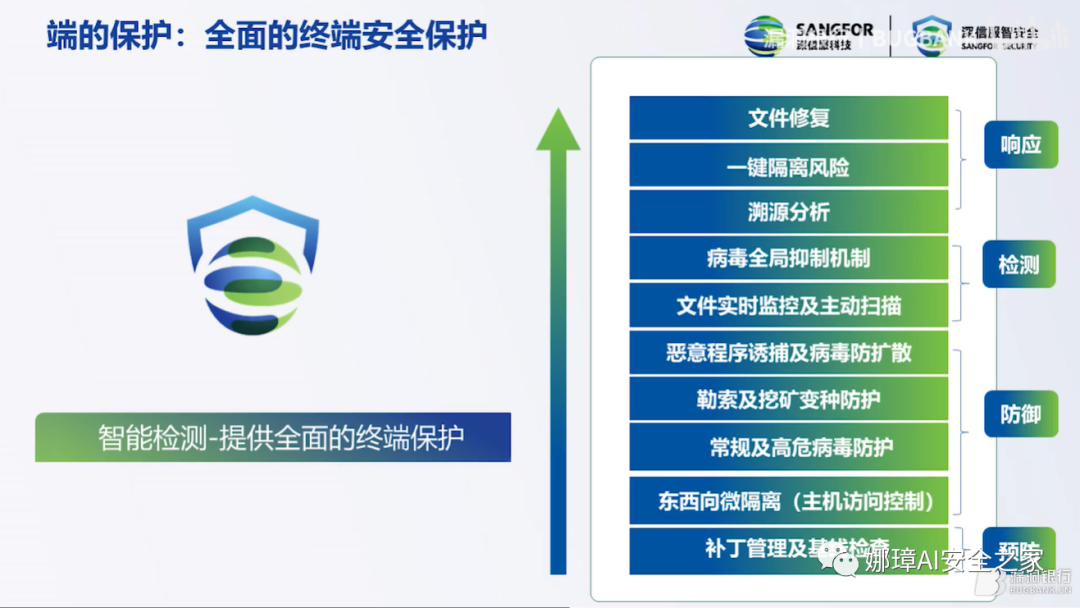 端的保护：全面的终端安全保护
SANGFOR
深信服科技
深信服智安全
SANGFOR SECURITY
文件修复
一键隔离风险
溯源分析
病毒全局抑制机制
文件实时监控及主动扫描
恶意程序诱捕及病毒防扩散
勒索及挖矿变种防护
常规及高危病毒防护
东西向微隔离（主机访问控制）
补丁管理及基线检查
响应
检测
防御
预防
智能检测-提供全面的终端保护
娜璋AI安全之家
漏洞银行
BUGBANK.CN